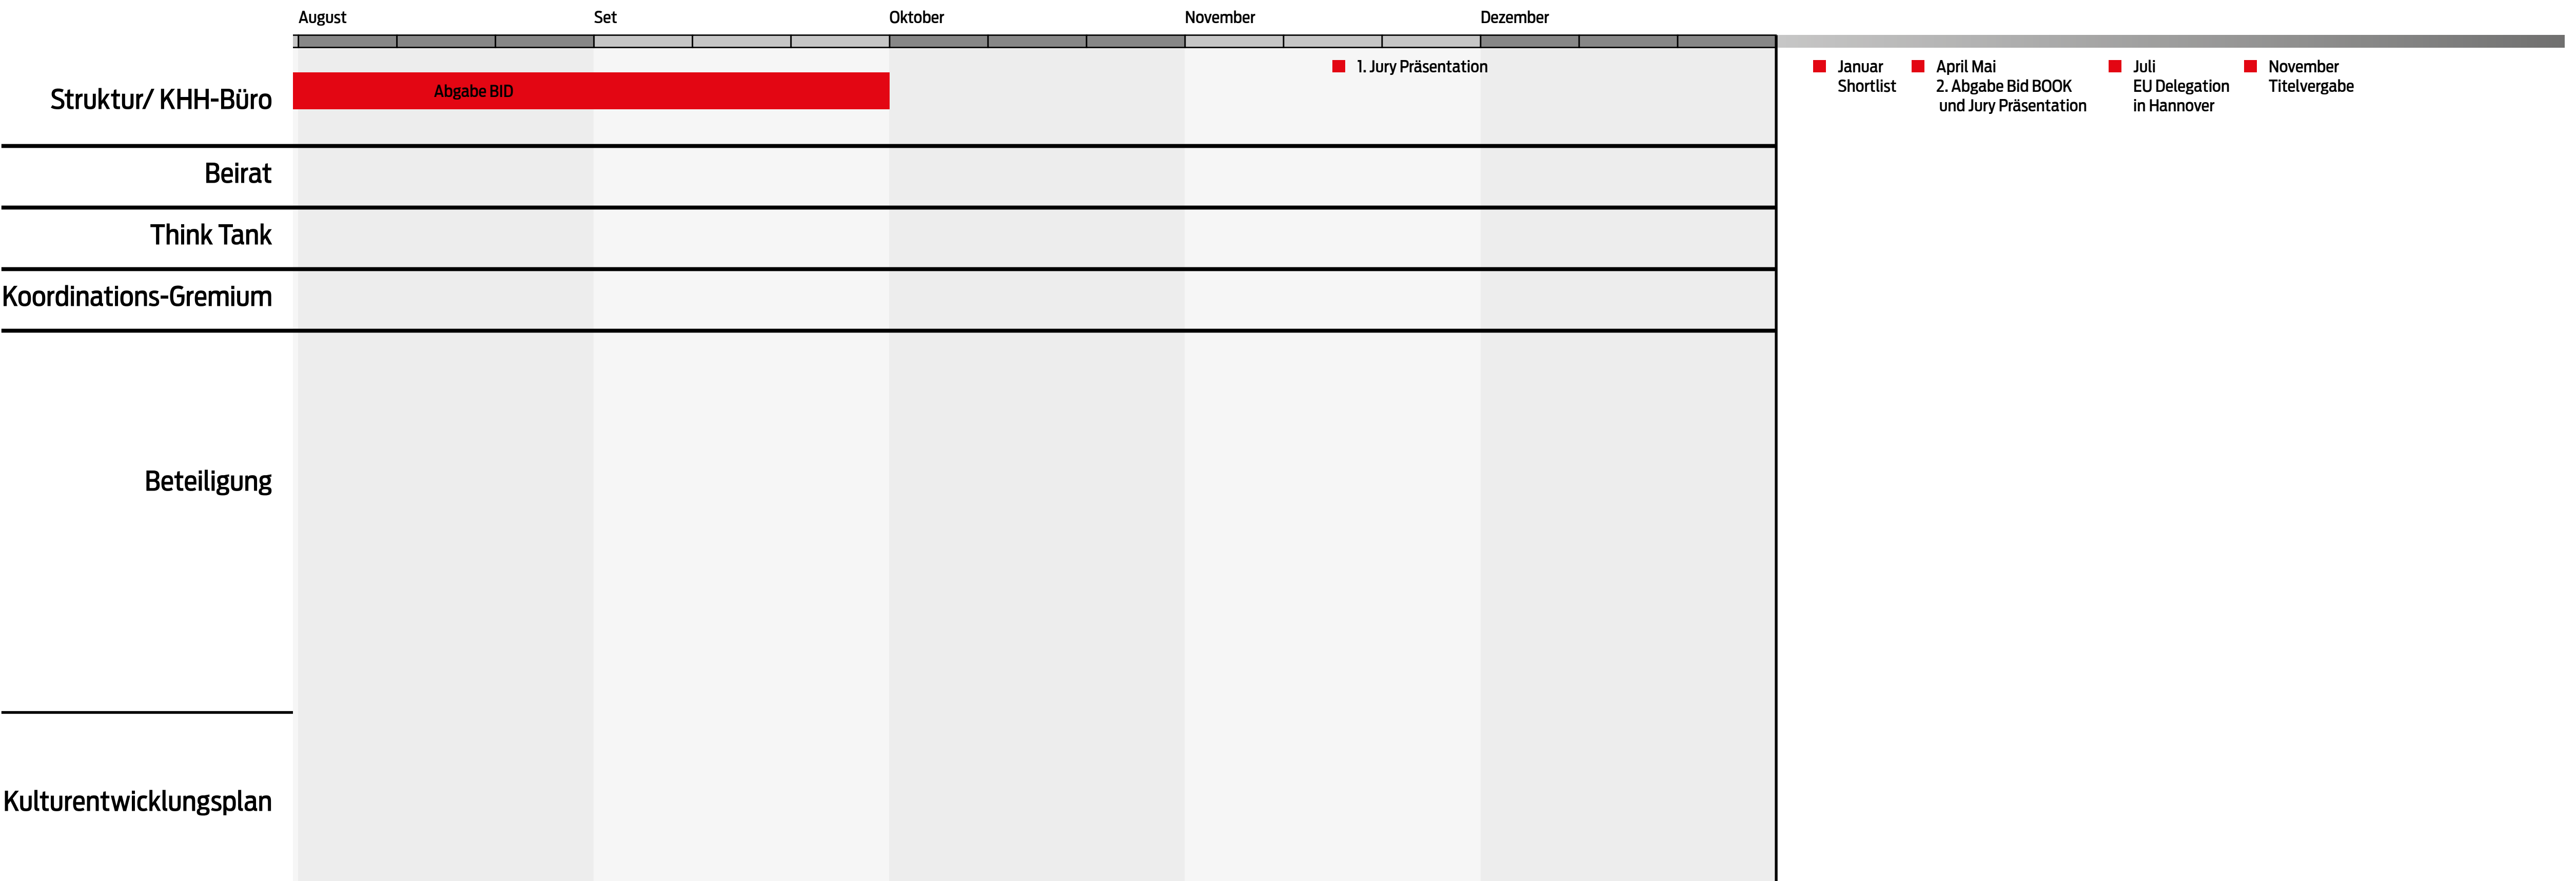 August
Set
Oktober
November
Dezember
Struktur/ KHH-Büro
Abgabe BID
1. Jury Präsentation
Januar
Shortlist
April Mai
2. Abgabe Bid BOOK
und Jury Präsentation
Juli
EU Delegation
in Hannover
November
Titelvergabe
Beirat
Think Tank
Koordinations-Gremium
Beteiligung
Kulturentwicklungsplan